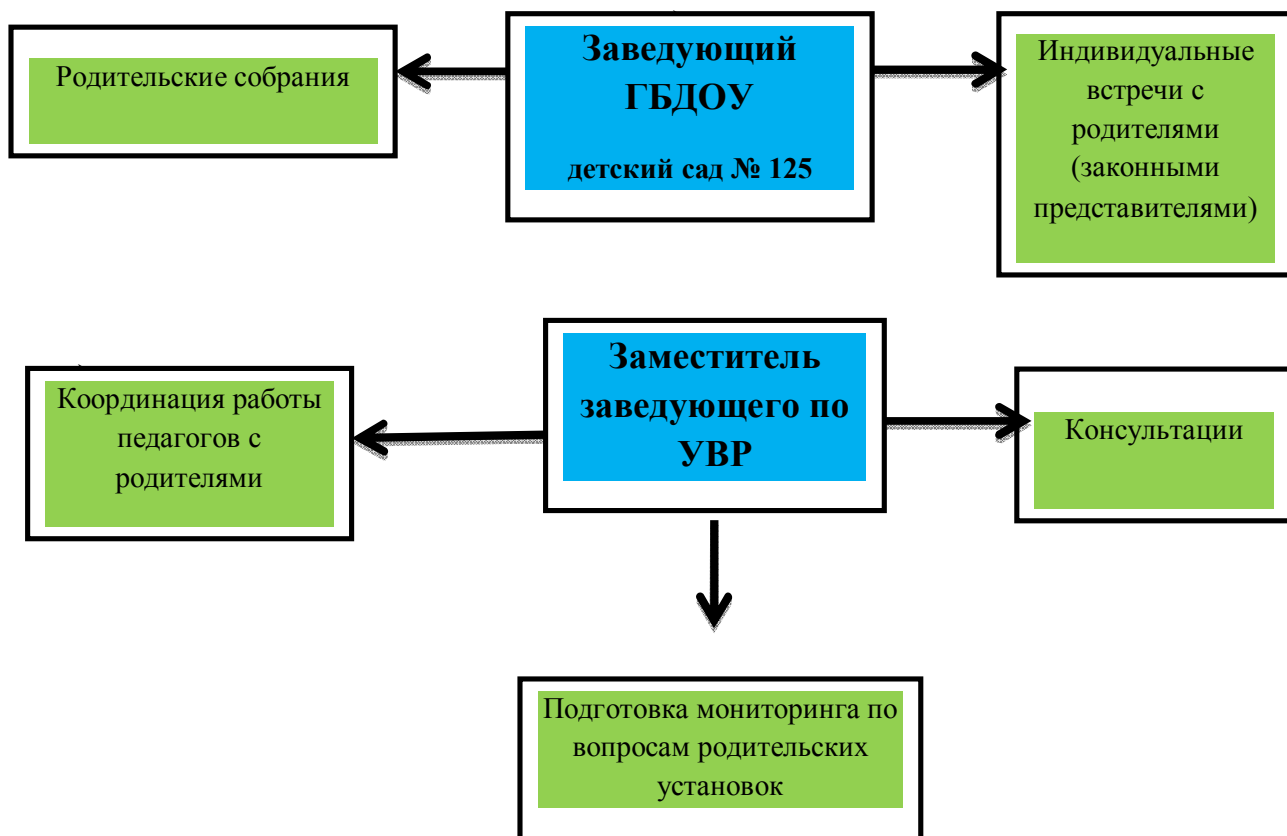 Родительские собрания
Заведующий
ГБДОУ
детский сад № 125
Индивидуальные
встречи с
родителями
(законными
представителями)
Координация работы
педагогов с
родителями
Заместитель
заведующего по
УВР
Консультации
Подготовка мониторинга по
вопросам родительских
установок